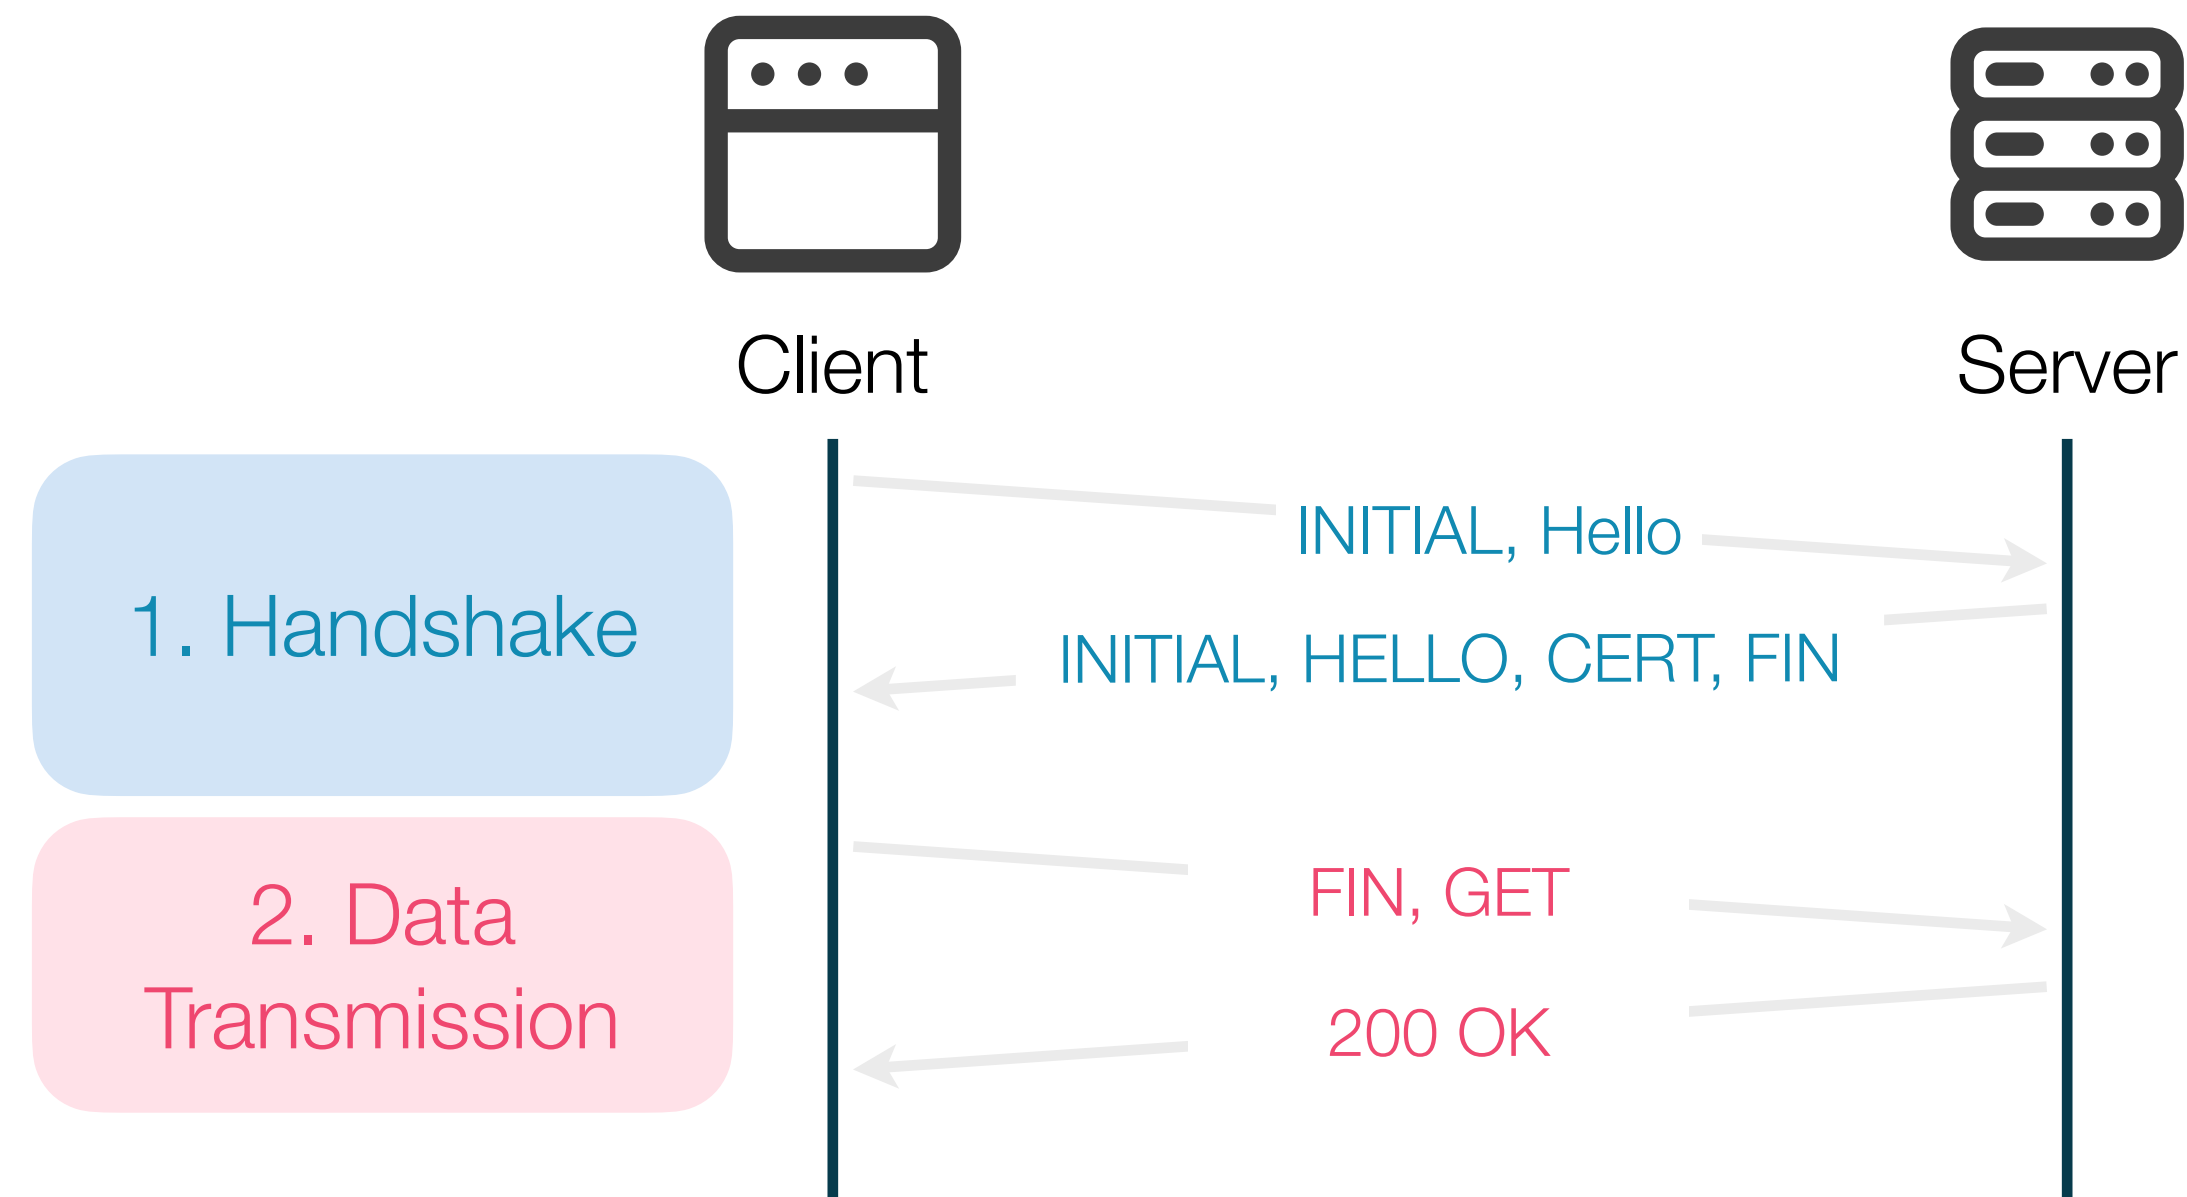 Client
Server
INITIAL, Hello
1. Handshake
INITIAL, HELLO, CERT, FIN
2. Data
Transmission
FIN, GET
200 OK